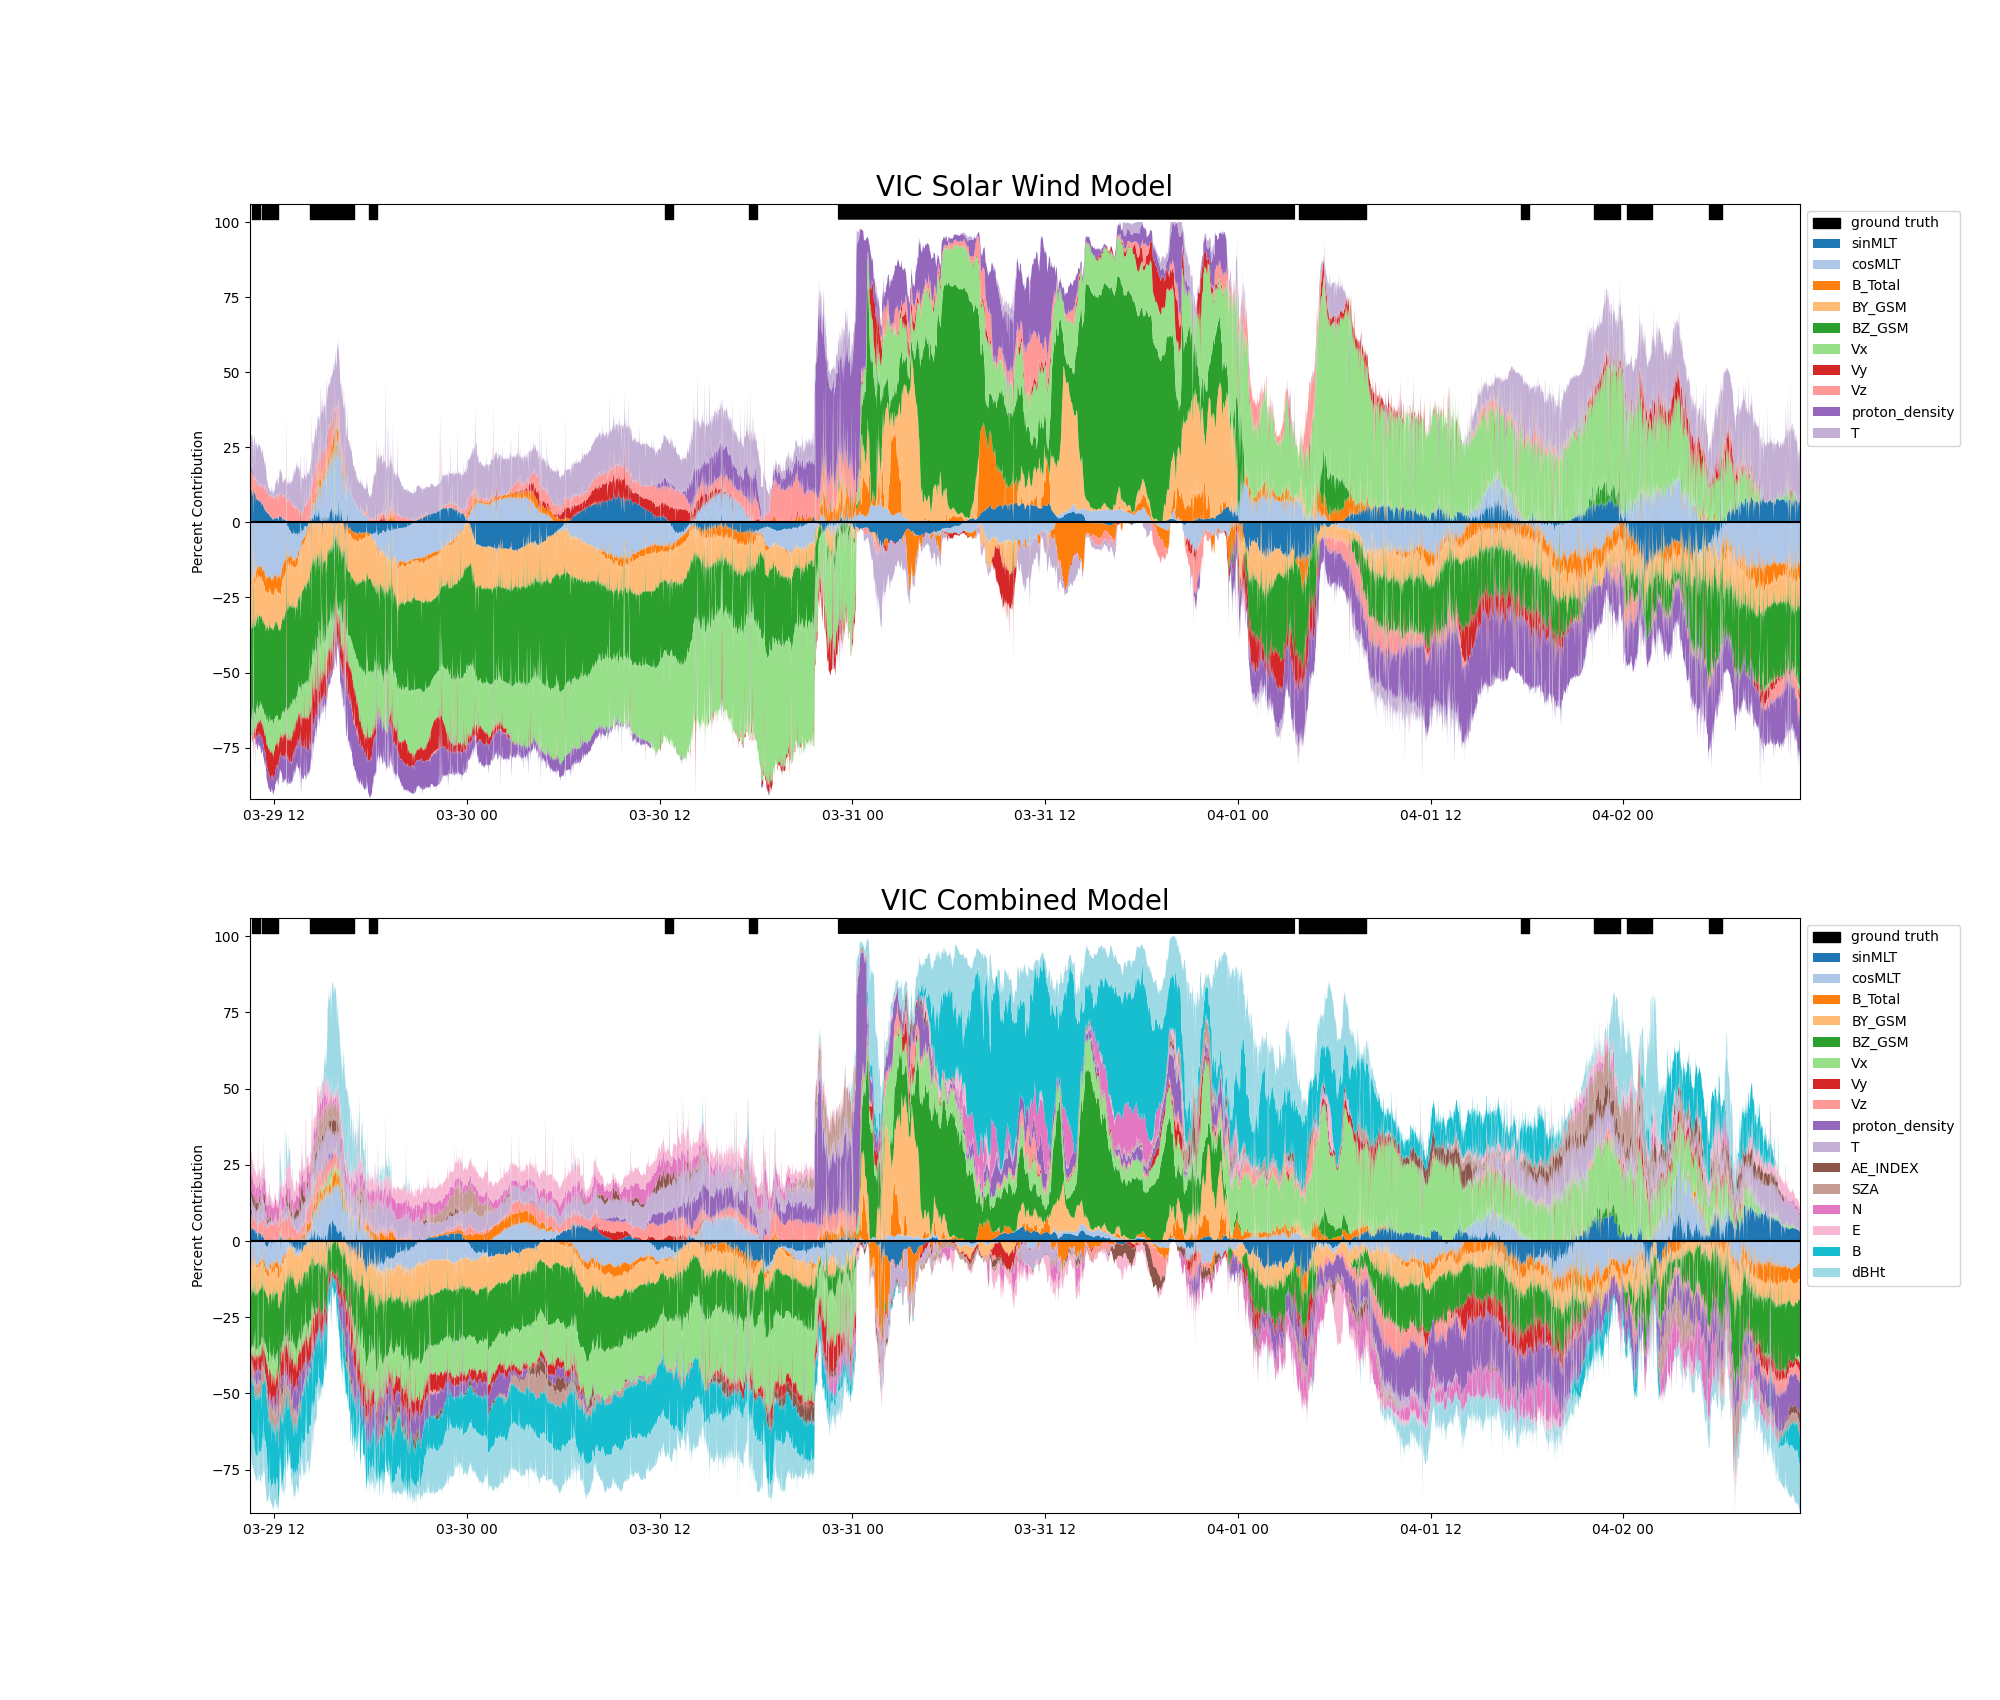 VIC Solar Wind Model
Percent Contribution
100
75
50
25
0
−25
−50
−75
03-29 12
03-30 00
03-30 12
03-31 00
03-31 12
04-01 00
04-01 12
04-02 00
ground truth
sinMLT
cosMLT
B_Total
BY_GSM
BZ_GSM
Vx
Vy
Vz
proton_density
T
VIC Combined Model
Percent Contribution
100
75
50
25
0
−25
−50
−75
03-29 12
03-30 00
03-30 12
03-31 00
03-31 12
04-01 00
04-01 12
04-02 00
ground truth
sinMLT
cosMLT
B_Total
BY_GSM
BZ_GSM
Vx
Vy
Vz
proton_density
T
AE_INDEX
SZA
N
E
B
dBHt